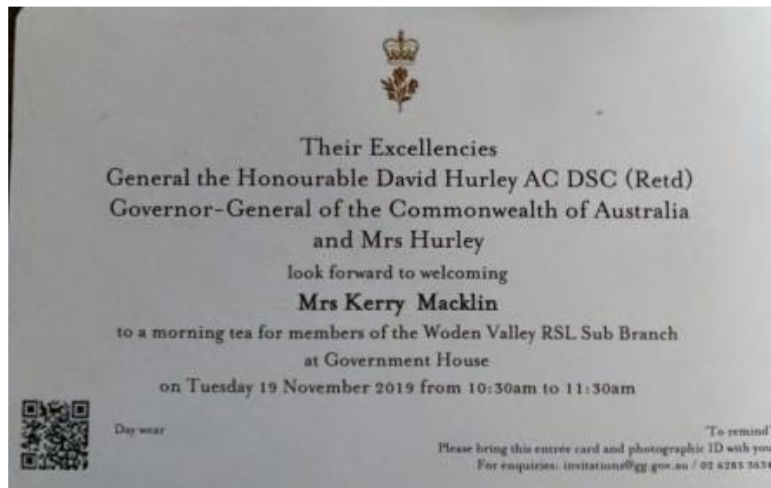 Their Excellencies
General the Honourable David Hurley AC DSC (Retd)
Governor-General of the Commonwealth of Australia
and Mrs Hurley
look forward to welcoming
Mrs Kerry Macklin
to a morning tea for members of the Woden Valley RSL Sub Branch
at Government House
on Tuesday 19 November 2019 from 10:30am to 11:30am
Day wear
'To remind'
Please bring this entrée card and photographic ID with you
For enquiries: invitations@gg.gov.au / 02 6283